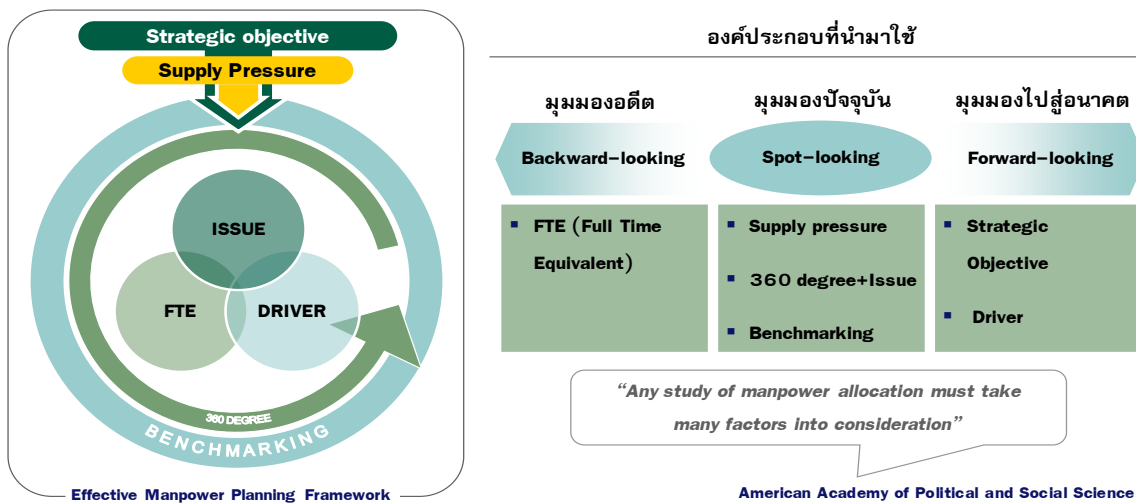 Strategic objective
Supply Pressure
ISSUE
FTE
DRIVER
360 DEGREE
BENCHMARKING
Effective Manpower Planning Framework
องค์ประกอบที่นำมาใช้
มุมมองอดีต
มุมมองปัจจุบัน
มุมมองไปสู่อนาคต
Backward-looking
Spot-looking
Forward-looking
▪ FTE (Full Time
Equivalent)
▪ Supply pressure
▪ 360 degree+Issue
▪ Benchmarking
▪ Strategic
Objective
▪ Driver
“Any study of manpower allocation must take
many factors into consideration”
American Academy of Political and Social Science